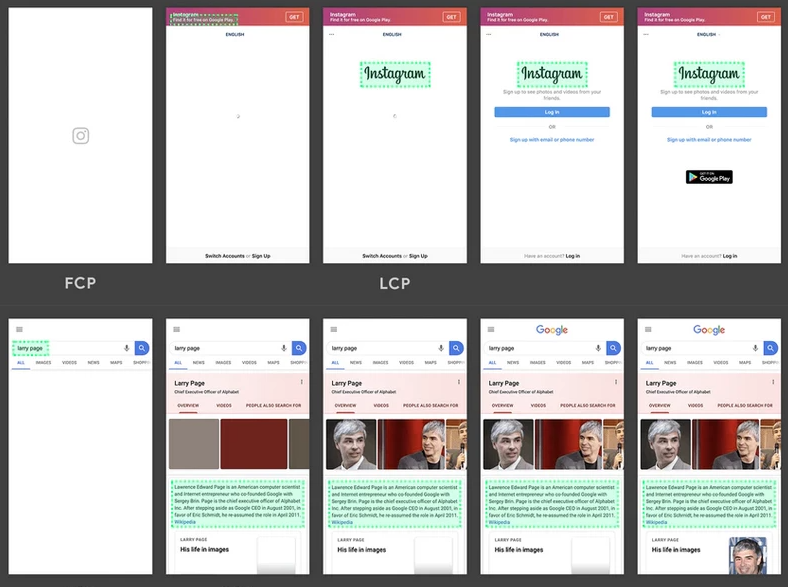 Instagram
Find it for free on Google Play.
GET
ENGLISH
Switch Accounts or Sign Up
Instagram
Find it for free on Google Play.
GET
ENGLISH
Instagram
Switch Accounts or Sign Up
Instagram
Find it for free on Google Play.
GET
ENGLISH
Instagram
Sign up to see photos and videos from your
friends.
Log In
OR
Sign up with email or phone number
Have an account? Log in
Instagram
Find it for free on Google Play.
GET
ENGLISH
Instagram
Sign up to see photos and videos from your
friends.
Log In
OR
Sign up with email or phone number
GET IT ON
Google Play
Have an account? Log in
FCP
LCP
larry page
ALL IMAGES VIDEOS NEWS MAPS SHOPPI
larry page
ALL NEWS IMAGES VIDEOS MAPS SHOPPI
Larry Page
Chief Executive Officer of Alphabet
OVERVIEW VIDEOS PEOPLE ALSO SEARCH FOR
Lawrence Edward Page is an American computer scientist
and Internet entrepreneur who co-founded Google with
Sergey Brin. Page is the chief executive officer of Alphabet
Inc. After stepping aside as Google CEO in August 2001, in
favor of Eric Schmidt, he re-assumed the role in April 2011.
Wikipedia
LARRY PAGE
His life in images
larry page
ALL NEWS IMAGES VIDEOS MAPS SHOPPI
Larry Page
Chief Executive Officer of Alphabet
OVERVIEW VIDEOS PEOPLE ALSO SEARCH FOR
Lawrence Edward Page is an American computer scientist
and Internet entrepreneur who co-founded Google with
Sergey Brin. Page is the chief executive officer of Alphabet
Inc. After stepping aside as Google CEO in August 2001, in
favor of Eric Schmidt, he re-assumed the role in April 2011.
Wikipedia
LARRY PAGE
His life in images
Google
larry page
ALL NEWS IMAGES VIDEOS MAPS SHOPPI
Larry Page
Chief Executive Officer of Alphabet
OVERVIEW VIDEOS PEOPLE ALSO SEARCH FOR
Lawrence Edward Page is an American computer scientist
and Internet entrepreneur who co-founded Google with
Sergey Brin. Page is the chief executive officer of Alphabet
Inc. After stepping aside as Google CEO in August 2001, in
favor of Eric Schmidt, he re-assumed the role in April 2011.
Wikipedia
LARRY PAGE
His life in images
Google
larry page
ALL NEWS IMAGES VIDEOS MAPS SHOPPI
Larry Page
Chief Executive Officer of Alphabet
OVERVIEW VIDEOS PEOPLE ALSO SEARCH FOR
Lawrence Edward Page is an American computer scientist
and Internet entrepreneur who co-founded Google with
Sergey Brin. Page is the chief executive officer of Alphabet
Inc. After stepping aside as Google CEO in August 2001, in
favor of Eric Schmidt, he re-assumed the role in April 2011.
Wikipedia
LARRY PAGE
His life in images